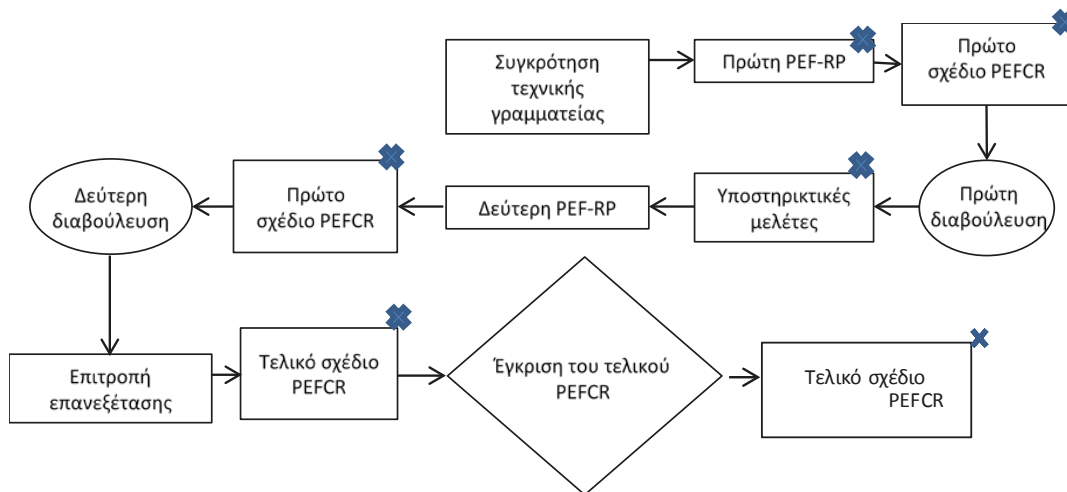 Συγκρότηση
τεχνικής
γραμματείας
Πρώτη PEF-RP
Πρώτο
σχέδιο PEFCR
Πρώτη
διαβούλευση
Υποστηρικτικές
μελέτες
Δεύτερη PEF-RP
Πρώτο
σχέδιο PEFCR
Δεύτερη
διαβούλευση
Επιτροπή
επανεξέτασης
Τελικό σχέδιο
PEFCR
Έγκριση του τελικού
PEFCR
Τελικό σχέδιο
PEFCR